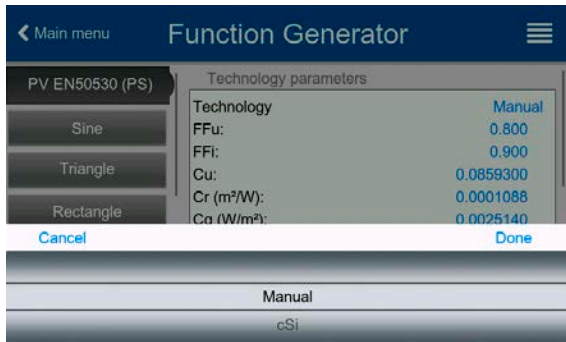 Main menu
Function Generator
PV EN50530 (PS)
Sine
Triangle
Rectangle
Technology parameters
Technology Manual
FFu: 0.800
FFi: 0.900
Cu: 0.0859300
Cr (m²/W): 0.0001088
Cg (W/m²): 0.0025140
Cancel
Done
Manual
cSi